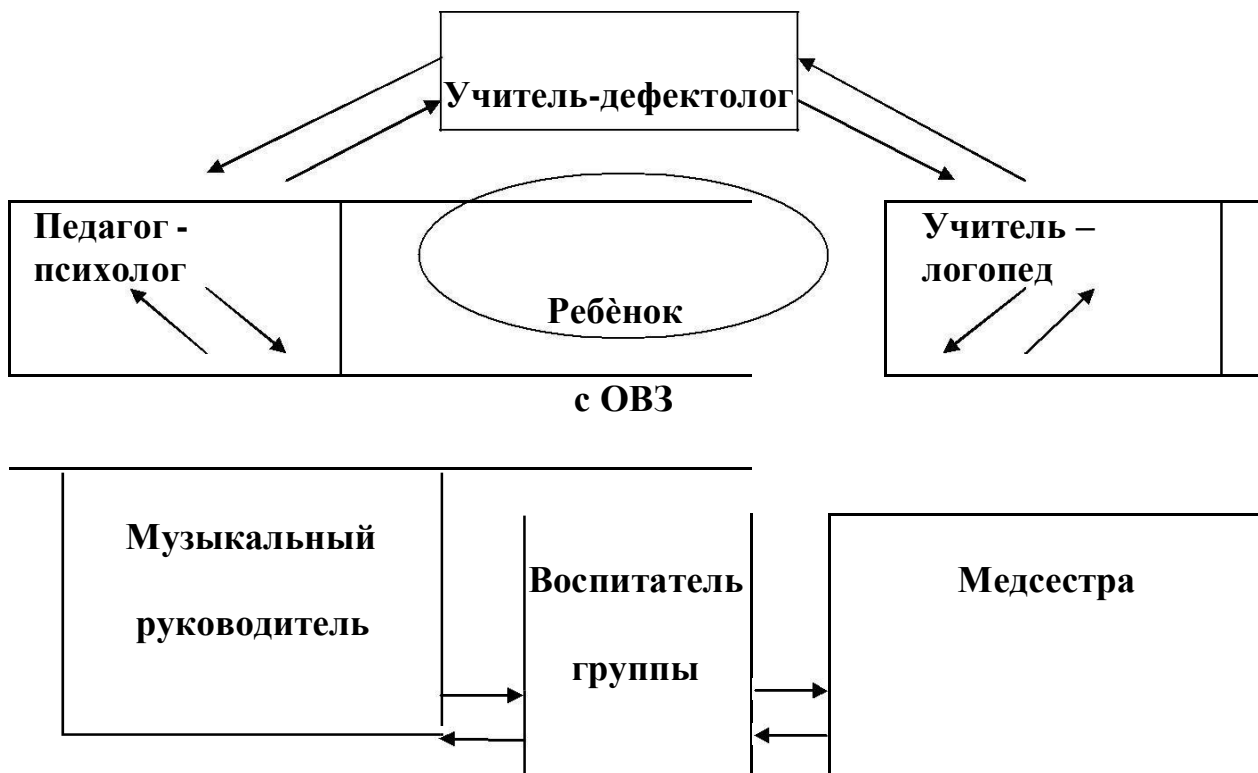 Учитель-дефектолог
Педагог -
психолог
Учитель –
логопед
Ребѐнок
с ОВЗ
Музыкальный
руководитель
Воспитатель
группы
Медсестра